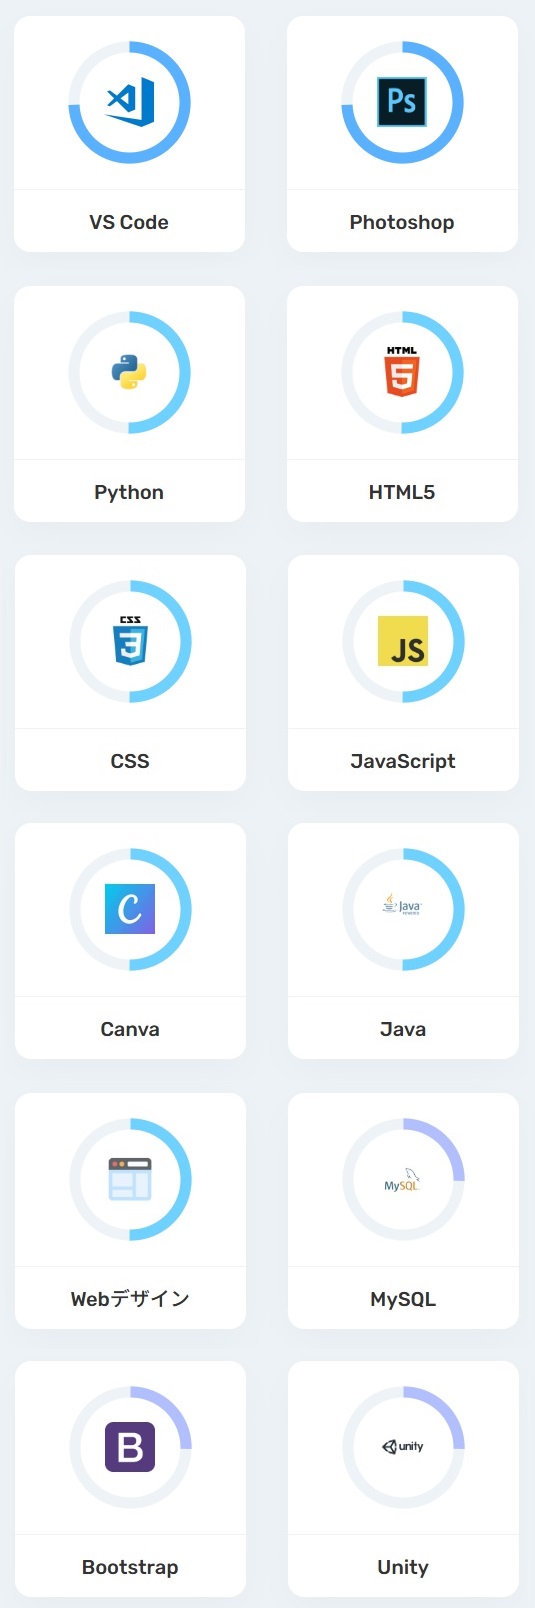 Ps
VS Code
Photoshop
HTML
5
Python
HTML5
CSS
3
JS
CSS
JavaScript
C
Java
Canva
Java
MySQL
Webデザイン
MySQL
B
unity
Bootstrap
Unity